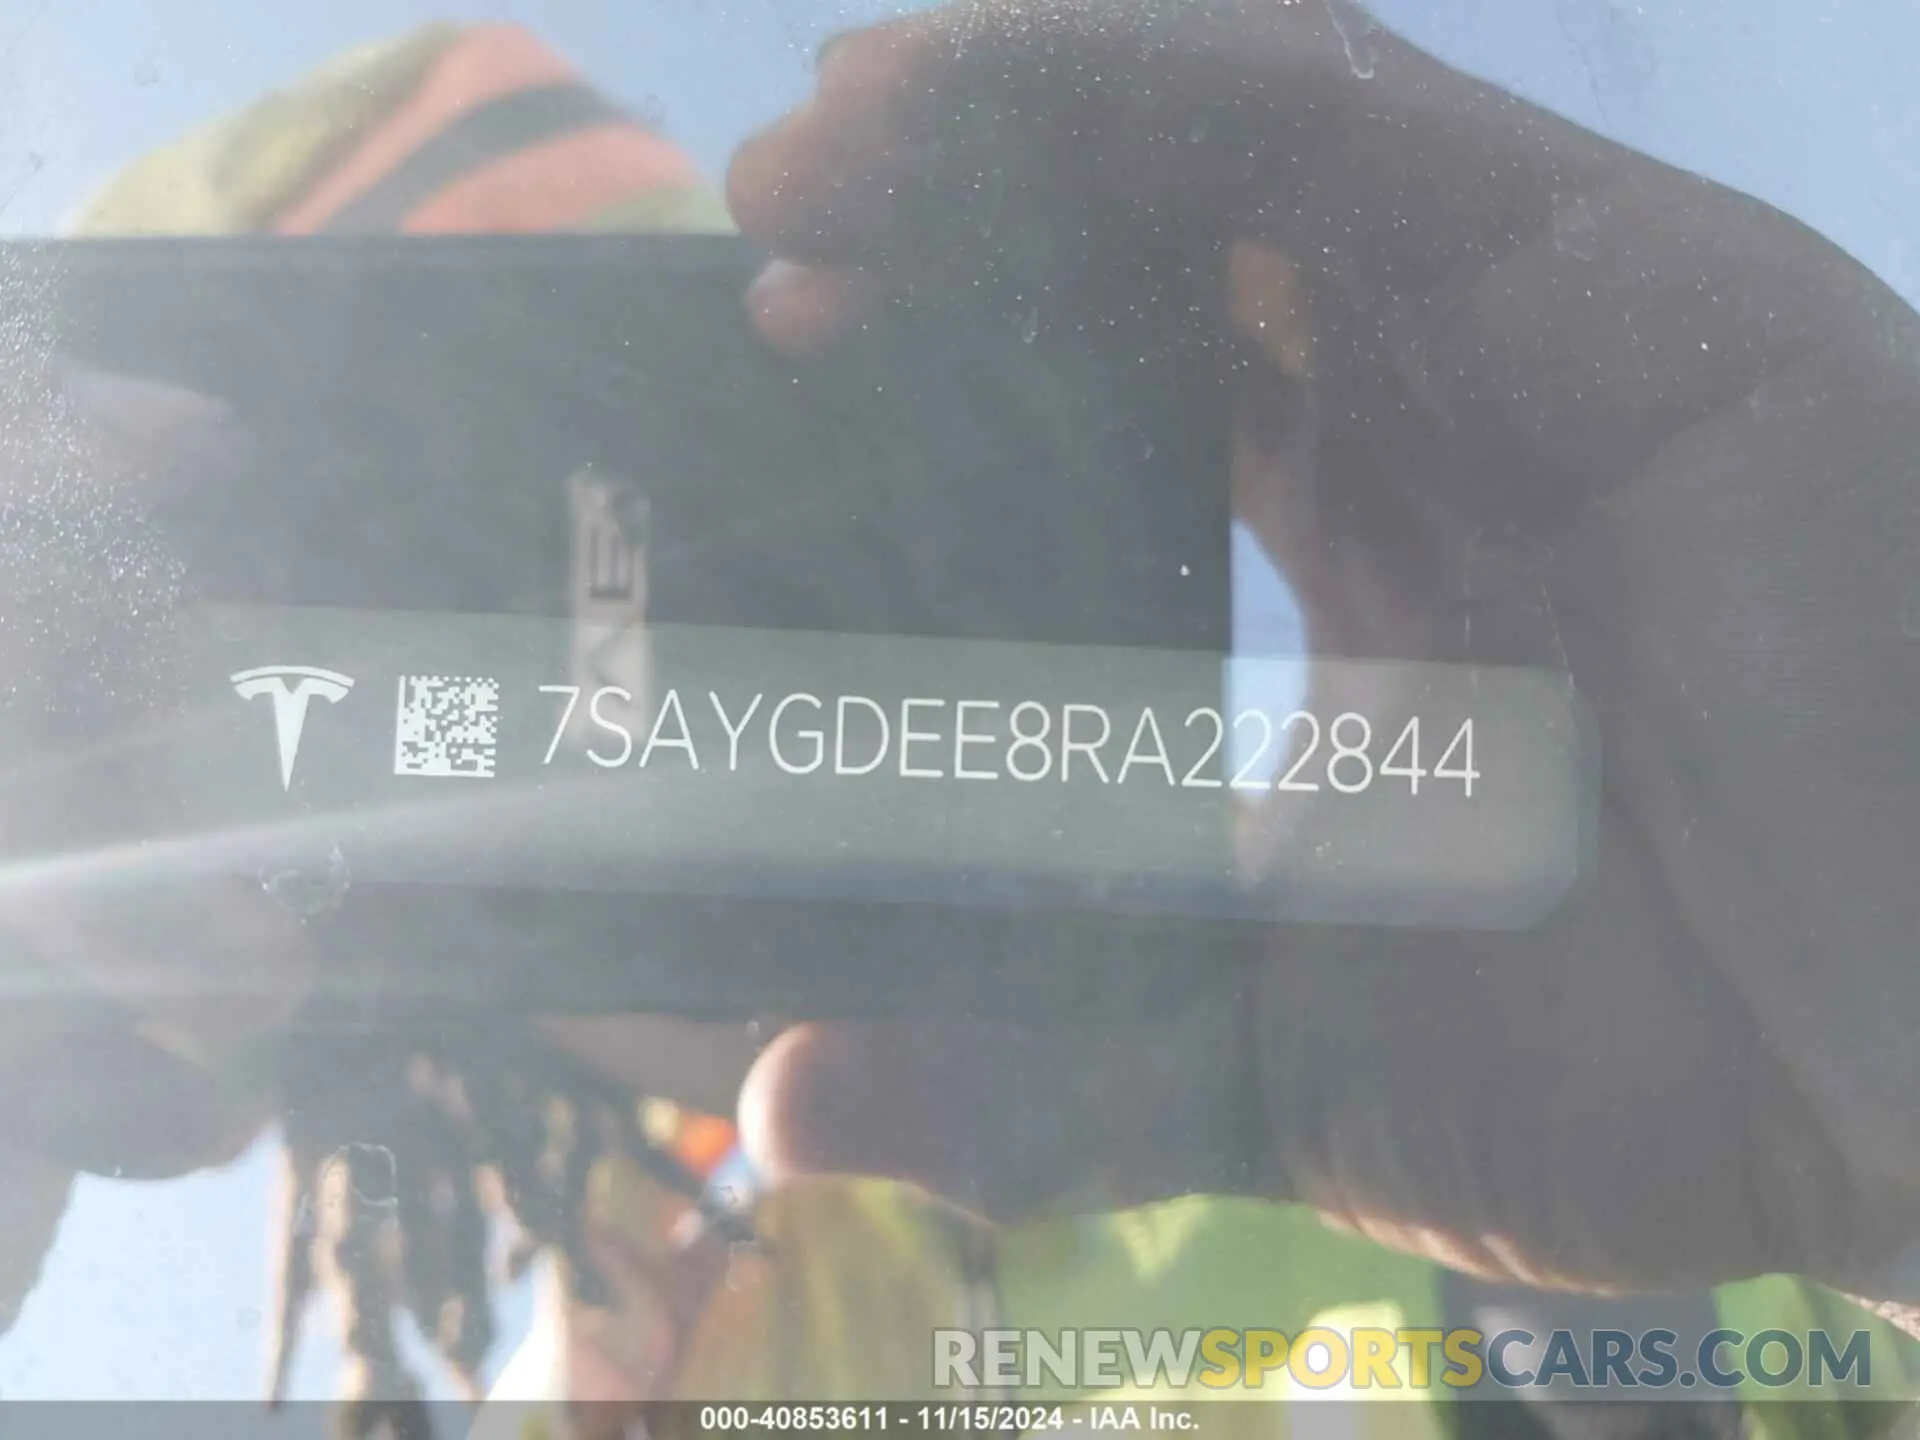 7SAYGDEE8RA222844
RENEWSPORTSCARS.COM
000-40853611 - 11/15/2024 - IAA Inc.